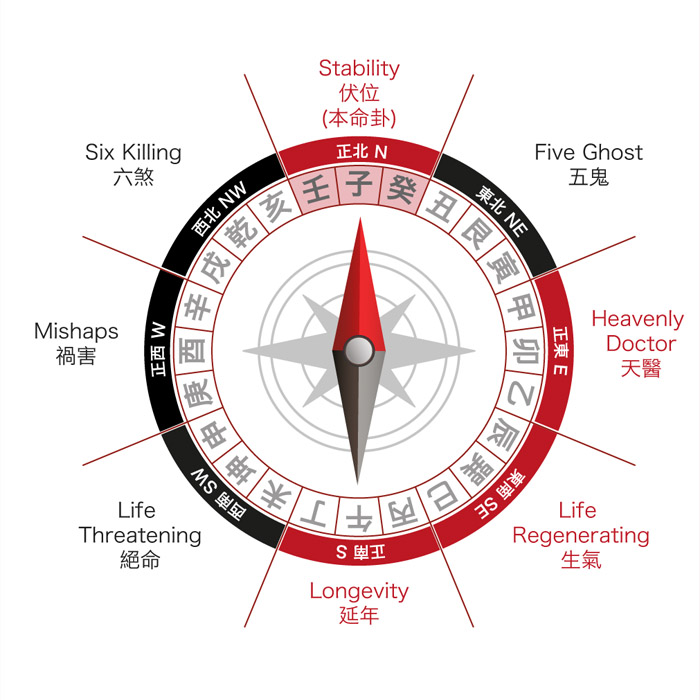 Stability
伏位
(本命卦)
Six Killing
六煞
Five Ghost
五鬼
Mishaps
禍害
Heavenly
Doctor
天醫
Life
Threatening
絕命
Life
Regenerating
生氣
Longevity
延年
正北 N
東北 NE
正東 E
東南 SE
正南 S
西南 SW
正西 W
西北 NW
壬 子 癸 丑 艮 寅 甲 卯 乙 辰 巽 巳 丙 午 丁 未 坤 申 庚 酉 辛 戌 乾 亥